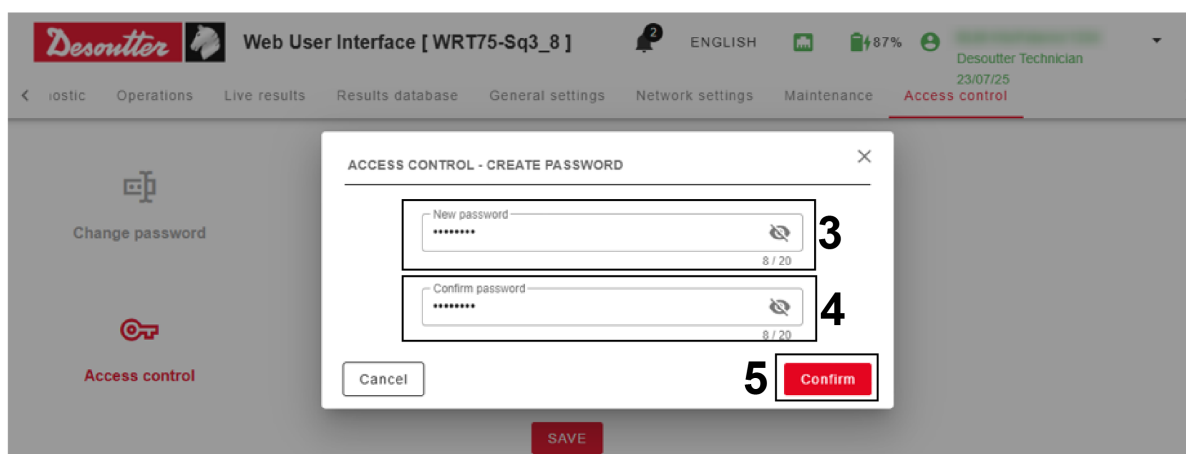 Desoutter
Web User Interface [ WRT75-Sq3_8 ]
2
ENGLISH
87%
Desoutter Technician
23/07/25
Operations
Live results
Results database
General settings
Network settings
Maintenance
Access control
Change password
Access control
ACCESS CONTROL - CREATE PASSWORD
New password
••••••••
8 / 20
3
Confirm password
••••••••
8 / 20
4
Cancel
5
Confirm
SAVE